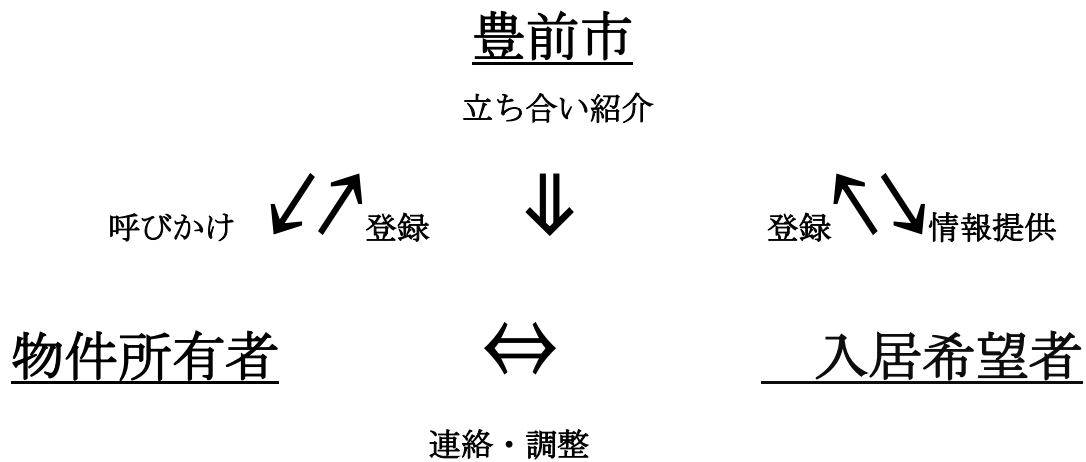 豊前市
立ち合い紹介
呼びかけ
登録
登録
情報提供
物件所有者
入居希望者
連絡・調整